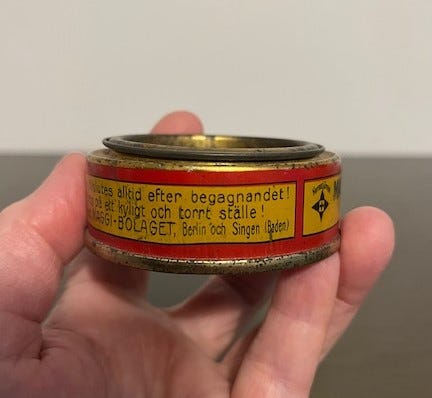 slutes alltid efter begagnandet!
på ett kyligt och torrt ställe!
MAGGI-BOLAGET, Berlin och Singen (Baden)
M